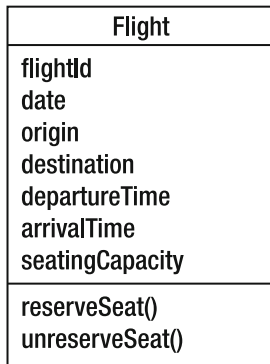 Flight
flightId
date
origin
destination
departureTime
arrivalTime
seatingCapacity
reserveSeat()
unreserveSeat()